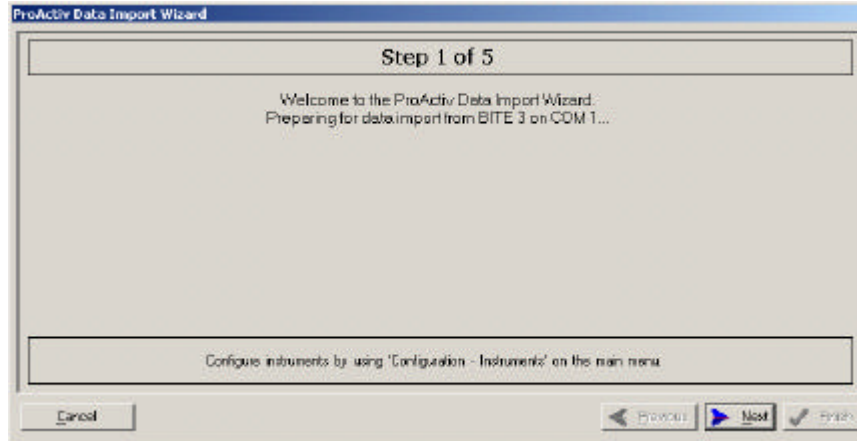 ProActiv Data Import Wizard
Step 1 of 5
Welcome to the ProActiv Data Import Wizard.
Preparing for data import from BITE 3 on COM 1...
Configure instruments by using 'Configuration - Instruments' on the main menu
Cancel
Previous
Next
Finish